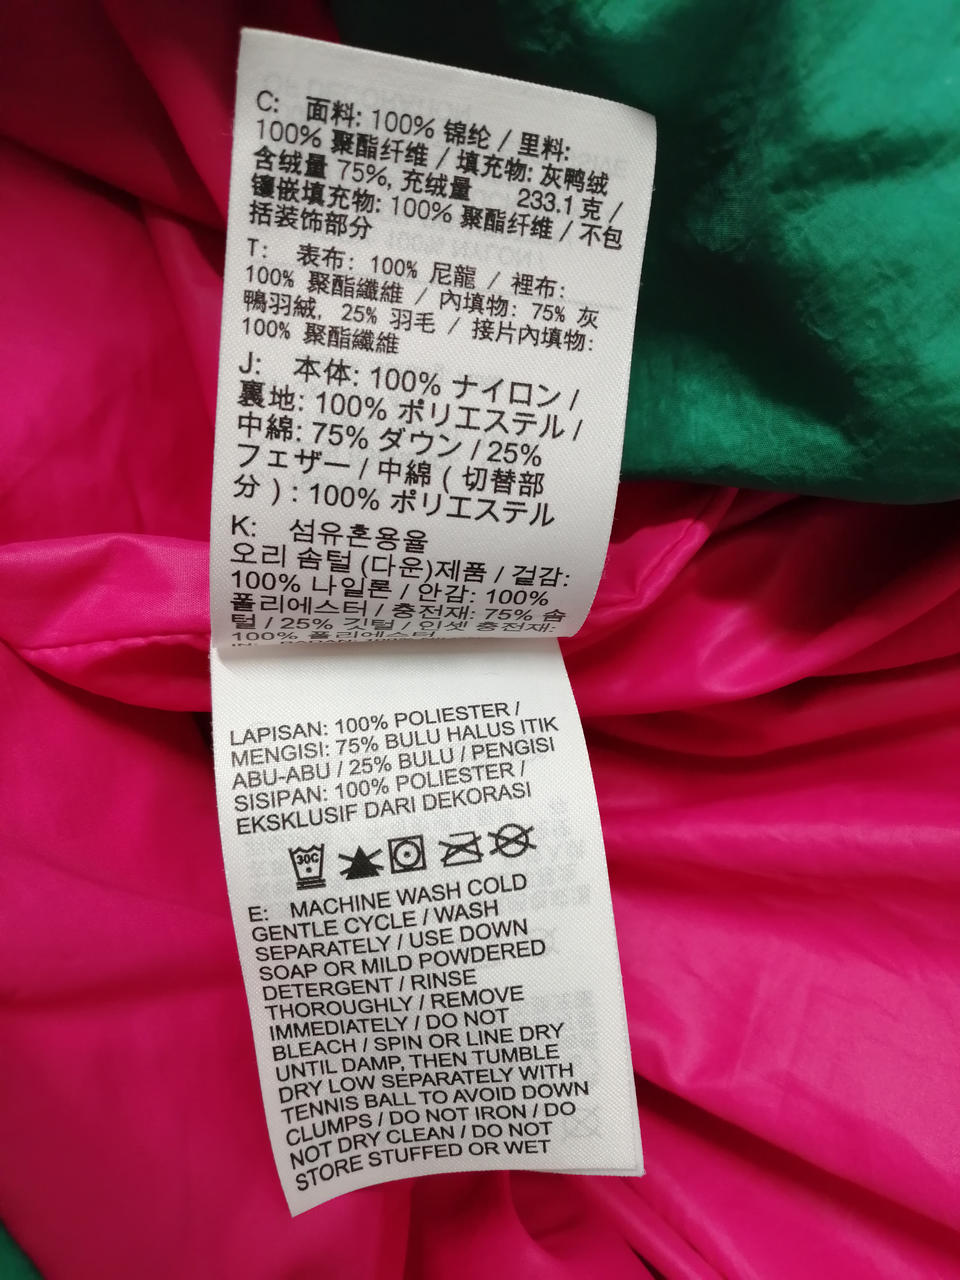 C: 面料: 100% 锦纶 / 里料:
100% 聚酯纤维 / 填充物: 灰鸭绒
含绒量 75%, 充绒量 233.1 克 /
镶嵌填充物: 100% 聚酯纤维 / 不包
括装饰部分
T: 表布: 100% 尼龍 / 裡布:
100% 聚酯纖維 / 內填物: 75% 灰
鴨羽絨, 25% 羽毛 / 接片內填物:
100% 聚酯纖維
J: 本体: 100% ナイロン /
裏地: 100% ポリエステル /
中綿: 75% ダウン / 25%
フェザー / 中綿 ( 切替部
分 ) : 100% ポリエステル
K: 섬유혼용율
오리 솜털 (다운)제품 / 겉감:
100% 나일론 / 안감: 100%
폴리에스터 / 충전재: 75% 솜
털 / 25% 깃털 / 인셋 충전재:
100% 폴리에스터
LAPISAN: 100% POLIESTER /
MENGISI: 75% BULU HALUS ITIK
ABU-ABU / 25% BULU / PENGISI
SISIPAN: 100% POLIESTER /
EKSKLUSIF DARI DEKORASI
30C
E: MACHINE WASH COLD
GENTLE CYCLE / WASH
SEPARATELY / USE DOWN
SOAP OR MILD POWDERED
DETERGENT / RINSE
THOROUGHLY / REMOVE
IMMEDIATELY / DO NOT
BLEACH / SPIN OR LINE DRY
UNTIL DAMP, THEN TUMBLE
DRY LOW SEPARATELY WITH
TENNIS BALL TO AVOID DOWN
CLUMPS / DO NOT IRON / DO
NOT DRY CLEAN / DO NOT
STORE STUFFED OR WET